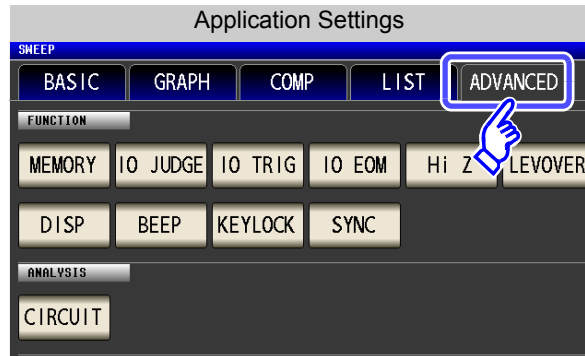 Application Settings
SWEEP
BASIC GRAPH COMP LIST ADVANCED
FUNCTION
MEMORY IO JUDGE IO TRIG IO EOM Hi Z LEVOVER
DISP BEEP KEYLOCK SYNC
ANALYSIS
CIRCUIT